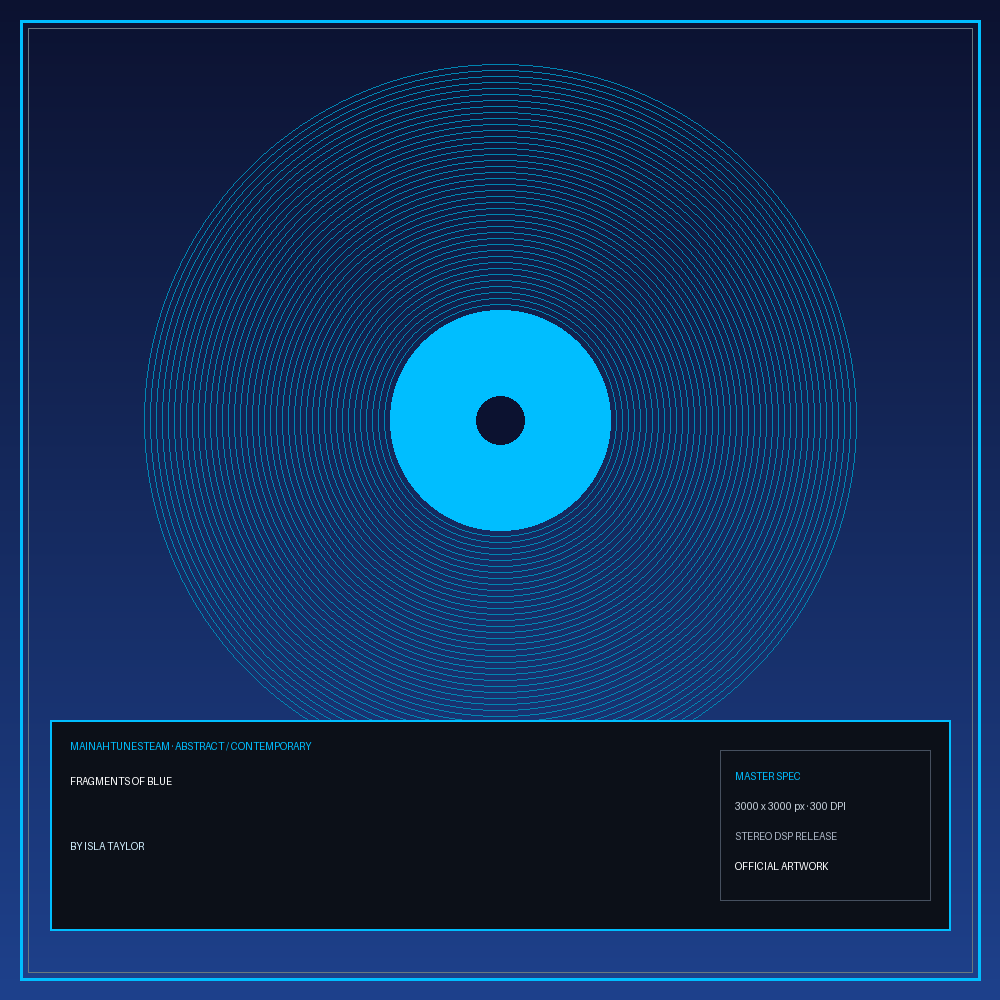 MAINAHTUNESTEAM · ABSTRACT / CONTEMPORARY
FRAGMENTS OF BLUE
BY ISLA TAYLOR
MASTER SPEC
3000 x 3000 px · 300 DPI
STEREO DSP RELEASE
OFFICIAL ARTWORK